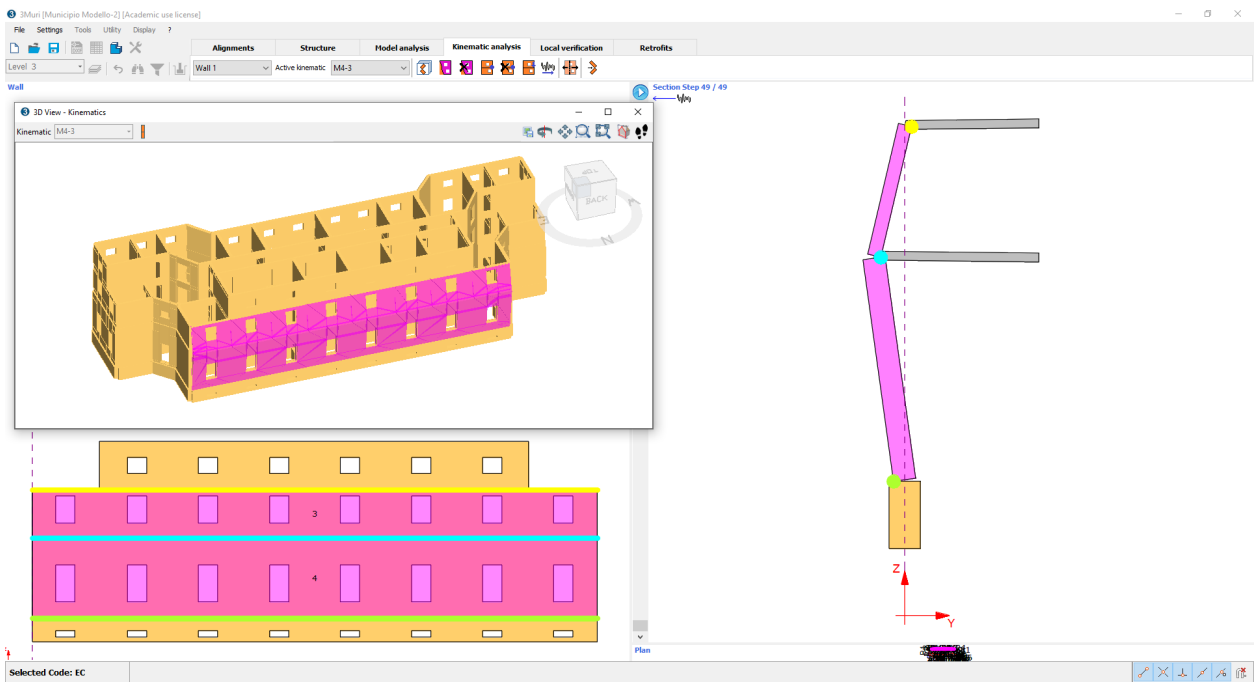 3Muri [Municipio Modello-2] [Academic use license]
File Settings Tools Utility Display ?
Alignments Structure Model analysis Kinematic analysis Local verification Retrofits
Level 3 Wall 1 Active kinematic M4-3
Wall
Section Step 49 / 49
3D View - Kinematics
Kinematic M4-3
TOP
BACK
N
3
4
Z
Y
Plan
Selected Code: EC